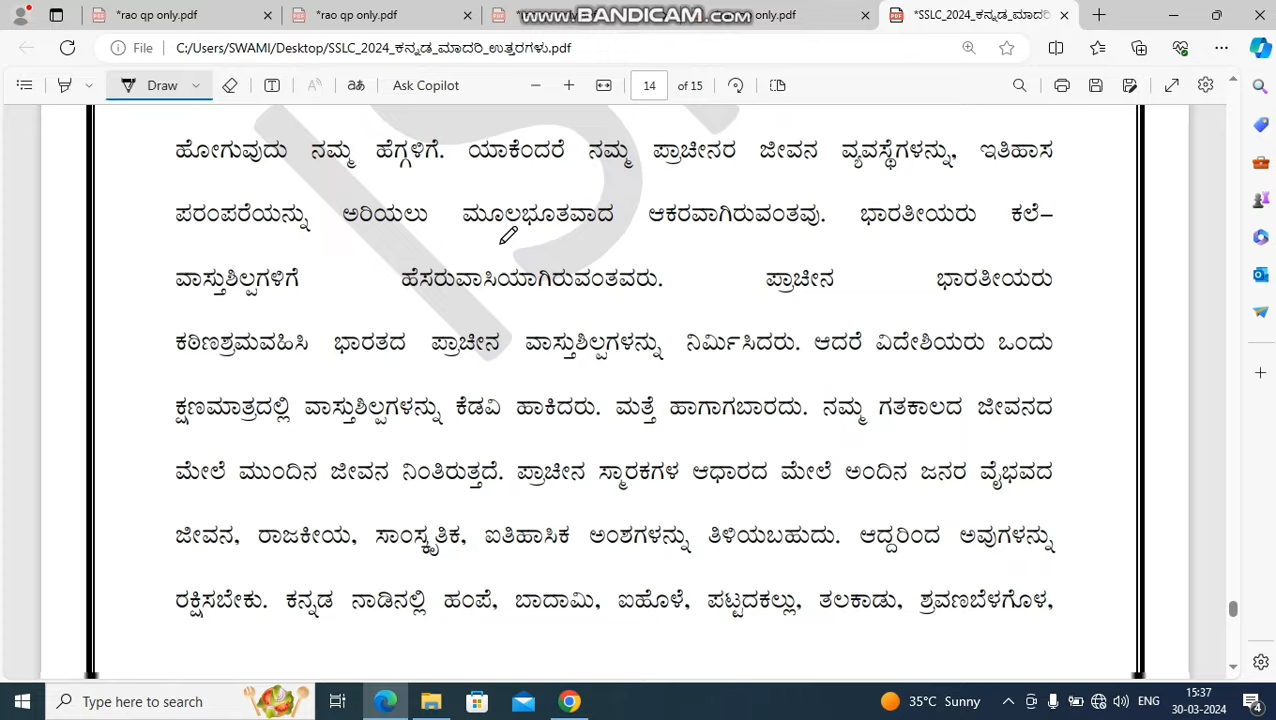 *rao qp only.pdf
*rao qp only.pdf
www.BANDICAM.com
only.pdf
*SSLC_2024_ಕನ್ನಡ_ಮಾದರಿ
File
C:/Users/SWAMI/Desktop/SSLC_2024_ಕನ್ನಡ_ಮಾದರಿ_ಉತ್ತರಗಳು.pdf
Draw
Ask Copilot
14
of 15
ಹೋಗುವುದು ನಮ್ಮ ಹೆಗ್ಗಳಿಗೆ. ಯಾಕೆಂದರೆ ನಮ್ಮ ಪ್ರಾಚೀನರ ಜೀವನ ವ್ಯವಸ್ಥೆಗಳನ್ನು, ಇತಿಹಾಸ
ಪರಂಪರೆಯನ್ನು ಅರಿಯಲು ಮೂಲಭೂತವಾದ ಆಕರವಾಗಿರುವಂತವು. ಭಾರತೀಯರು ಕಲೆ-
ವಾಸ್ತುಶಿಲ್ಪಗಳಿಗೆ ಹೆಸರುವಾಸಿಯಾಗಿರುವಂತವರು. ಪ್ರಾಚೀನ ಭಾರತೀಯರು
ಕಠಿಣಶ್ರಮವಹಿಸಿ ಭಾರತದ ಪ್ರಾಚೀನ ವಾಸ್ತುಶಿಲ್ಪಗಳನ್ನು ನಿರ್ಮಿಸಿದರು. ಆದರೆ ವಿದೇಶಿಯರು ಒಂದು
ಕ್ಷಣಮಾತ್ರದಲ್ಲಿ ವಾಸ್ತುಶಿಲ್ಪಗಳನ್ನು ಕೆಡವಿ ಹಾಕಿದರು. ಮತ್ತೆ ಹಾಗಾಗಬಾರದು. ನಮ್ಮ ಗತಕಾಲದ ಜೀವನದ
ಮೇಲೆ ಮುಂದಿನ ಜೀವನ ನಿಂತಿರುತ್ತದೆ. ಪ್ರಾಚೀನ ಸ್ಮಾರಕಗಳ ಆಧಾರದ ಮೇಲೆ ಅಂದಿನ ಜನರ ವೈಭವದ
ಜೀವನ, ರಾಜಕೀಯ, ಸಾಂಸ್ಕೃತಿಕ, ಐತಿಹಾಸಿಕ ಅಂಶಗಳನ್ನು ತಿಳಿಯಬಹುದು. ಆದ್ದರಿಂದ ಅವುಗಳನ್ನು
ರಕ್ಷಿಸಬೇಕು. ಕನ್ನಡ ನಾಡಿನಲ್ಲಿ ಹಂಪೆ, ಬಾದಾಮಿ, ಐಹೊಳೆ, ಪಟ್ಟದಕಲ್ಲು, ತಲಕಾಡು, ಶ್ರವಣಬೆಳಗೊಳ,
Type here to search
35°C Sunny
ENG
15:37
30-03-2024
4